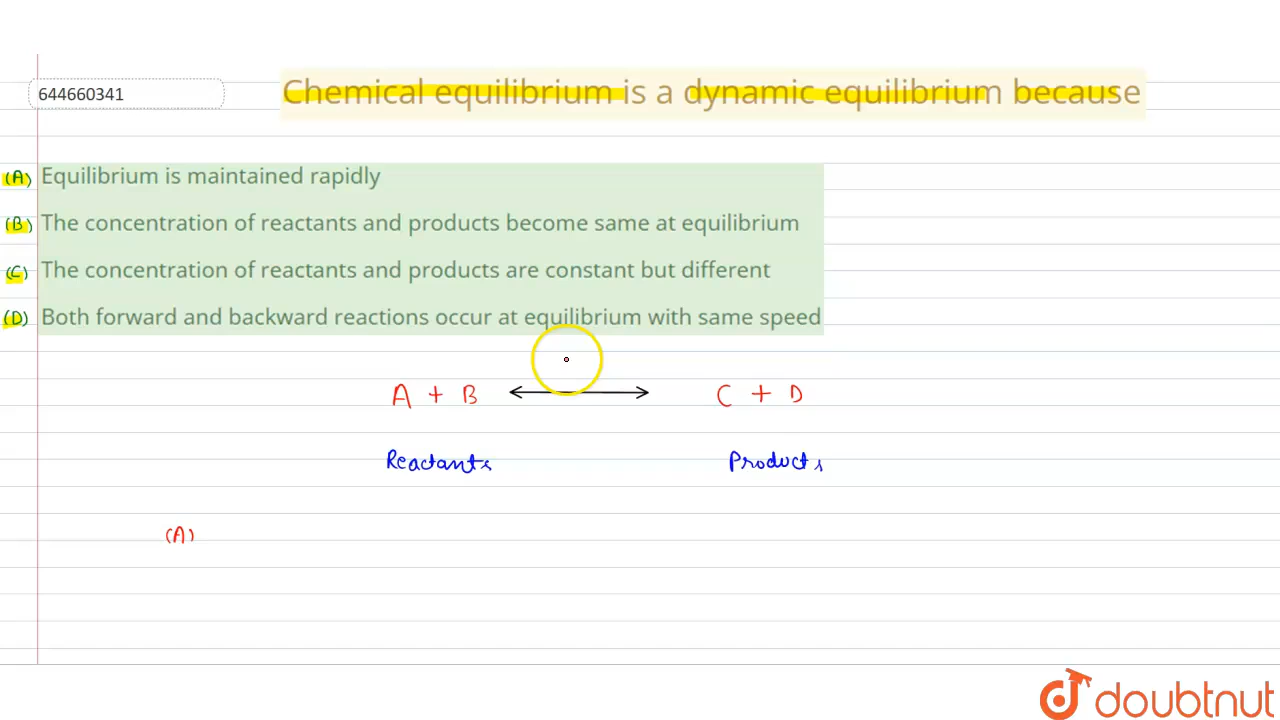 644660341
Chemical equilibrium is a dynamic equilibrium because
(A) Equilibrium is maintained rapidly
(B) The concentration of reactants and products become same at equilibrium
(C) The concentration of reactants and products are constant but different
(D) Both forward and backward reactions occur at equilibrium with same speed
A + B ⟷ C + D
Reactants Products
(A)
doubtnut